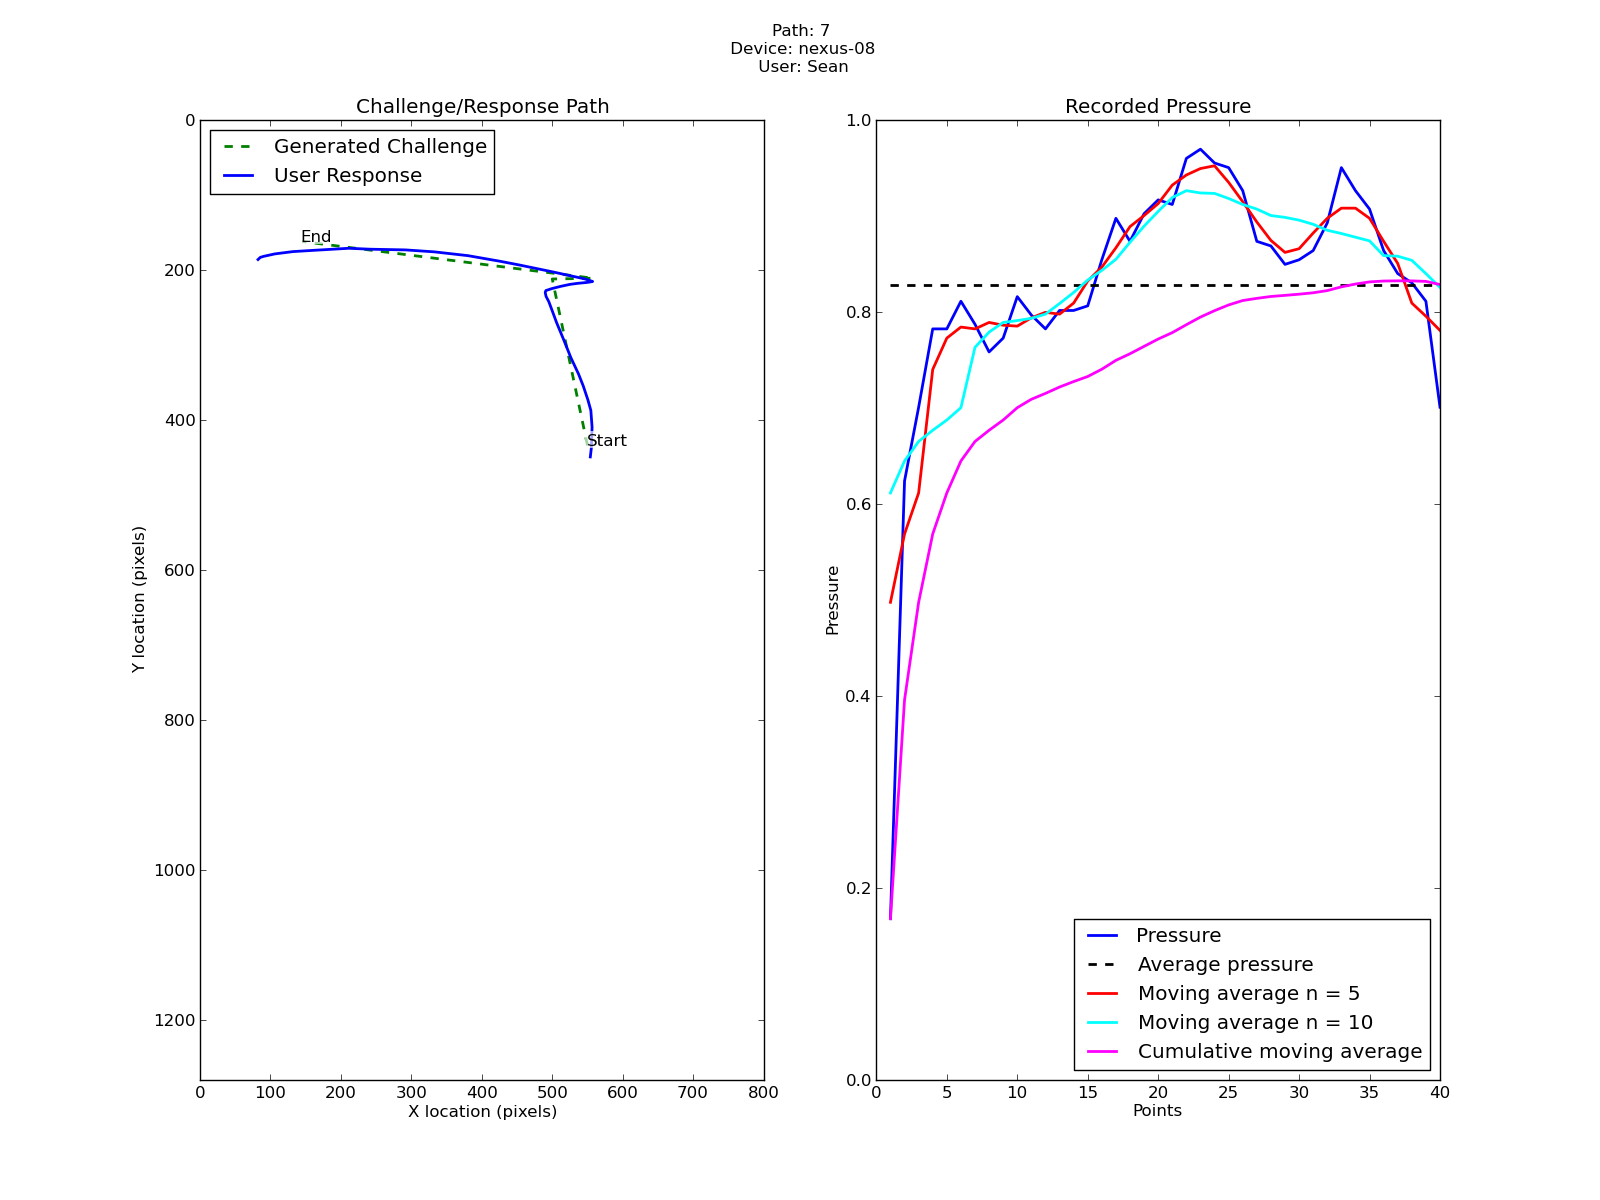 Path: 7
Device: nexus-08
User: Sean
Challenge/Response Path
Generated Challenge
User Response
End
Start
0
200
400
600
800
1000
1200
Y location (pixels)
0 100 200 300 400 500 600 700 800
X location (pixels)
Recorded Pressure
1.0
0.8
0.6
0.4
0.2
0.0
Pressure
Pressure
Average pressure
Moving average n = 5
Moving average n = 10
Cumulative moving average
0 5 10 15 20 25 30 35 40
Points